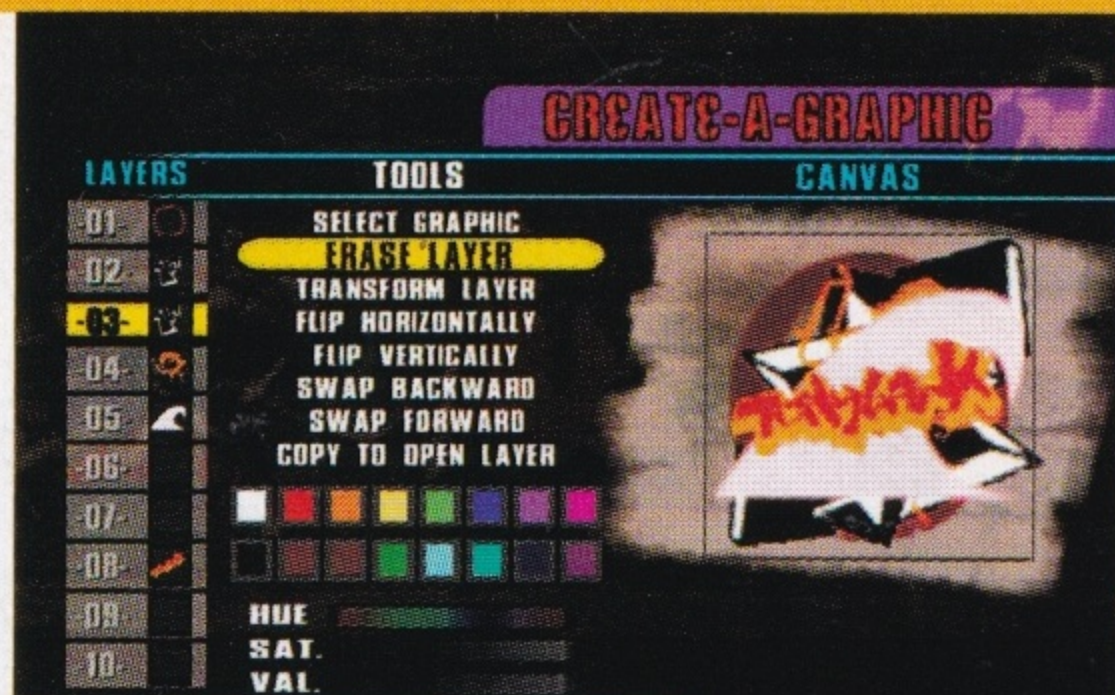 CREATE-A-GRAPHIC
LAYERS
TOOLS
CANVAS
-01-
02
-03-
-04-
05
-06-
-07-
-08-
-09-
-10-
SELECT GRAPHIC
ERASE LAYER
TRANSFORM LAYER
FLIP HORIZONTALLY
FLIP VERTICALLY
SWAP BACKWARD
SWAP FORWARD
COPY TO OPEN LAYER
HUE
SAT.
VAL.